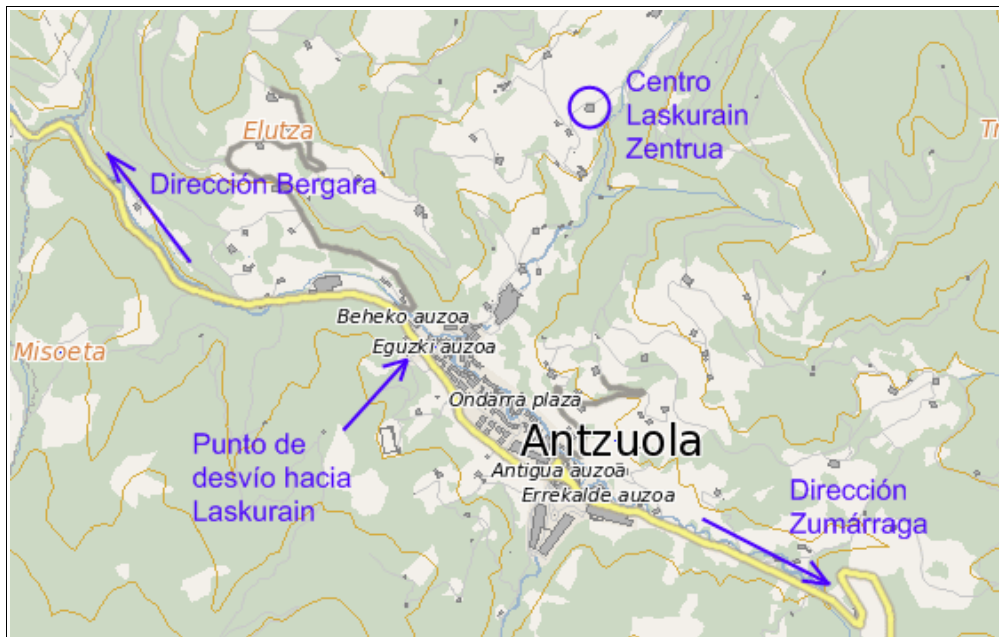 Centro
Laskurain
Zentrua
Elutza
Dirección Bergara
Beheko auzoa
Misoeta
Eguzki auzoa
Ondarra plaza
Punto de
desvío hacia
Laskurain
Antzuola
Antigua auzoa
Errekalde auzoa
Dirección
Zumárraga